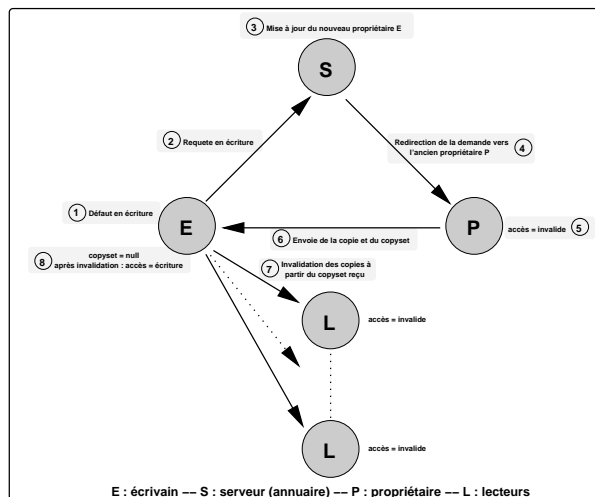 3 Mise à jour du nouveau propriétaire E
S
2 Requete en écriture
Redirection de la demande vers
l'ancien propriétaire P 4
1 Défaut en écriture
E
P
accès = invalide 5
6 Envoie de la copie et du copyset
8 copyset = null
après invalidation : accès = écriture
7 Invalidation des copies à
partir du copyset reçu
L
accès = invalide
L
accès = invalide
E : écrivain –– S : serveur (annuaire) –– P : propriétaire –– L : lecteurs